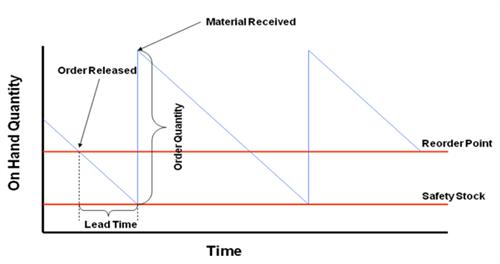 Material Received
Order Released
On Hand Quantity
Order Quantity
Reorder Point
Safety Stock
Lead Time
Time